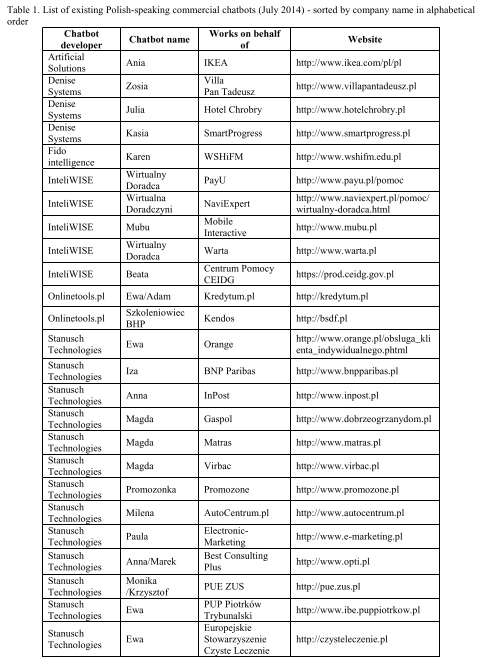 Table 1. List of existing Polish-speaking commercial chatbots (July 2014) - sorted by company name in alphabetical
order
Chatbot developer | Chatbot name | Works on behalf of | Website
Artificial Solutions | Ania | IKEA | http://www.ikea.com/pl/pl
Denise Systems | Zosia | Villa Pan Tadeusz | http://www.villapantadeusz.pl
Denise Systems | Julia | Hotel Chrobry | http://www.hotelchrobry.pl
Denise Systems | Kasia | SmartProgress | http://www.smartprogress.pl
Fido intelligence | Karen | WSHiFM | http://www.wshifm.edu.pl
InteliWISE | Wirtualny Doradca | PayU | http://www.payu.pl/pomoc
InteliWISE | Wirtualna Doradczyni | NaviExpert | http://www.naviexpert.pl/pomoc/wirtualny-doradca.html
InteliWISE | Mubu | Mobile Interactive | http://www.mubu.pl
InteliWISE | Wirtualny Doradca | Warta | http://www.warta.pl
InteliWISE | Beata | Centrum Pomocy CEIDG | https://prod.ceidg.gov.pl
Onlinetools.pl | Ewa/Adam | Kredytum.pl | http://kredytum.pl
Onlinetools.pl | Szkoleniowiec BHP | Kendos | http://bsdf.pl
Stanusch Technologies | Ewa | Orange | http://www.orange.pl/obsluga_klienta_indywidualnego.phtml
Stanusch Technologies | Iza | BNP Paribas | http://www.bnpparibas.pl
Stanusch Technologies | Anna | InPost | http://www.inpost.pl
Stanusch Technologies | Magda | Gaspol | http://www.dobrzeogrzanydom.pl
Stanusch Technologies | Magda | Matras | http://www.matras.pl
Stanusch Technologies | Magda | Virbac | http://www.virbac.pl
Stanusch Technologies | Promozonka | Promozone | http://www.promozone.pl
Stanusch Technologies | Milena | AutoCentrum.pl | http://www.autocentrum.pl
Stanusch Technologies | Paula | Electronic-Marketing | http://www.e-marketing.pl
Stanusch Technologies | Anna/Marek | Best Consulting Plus | http://www.opti.pl
Stanusch Technologies | Monika /Krzysztof | PUE ZUS | http://pue.zus.pl
Stanusch Technologies | Ewa | PUP Piotrków Trybunalski | http://www.ibe.puppiotrkow.pl
Stanusch Technologies | Ewa | Europejskie Stowarzyszenie Czyste Leczenie | http://czysteleczenie.pl